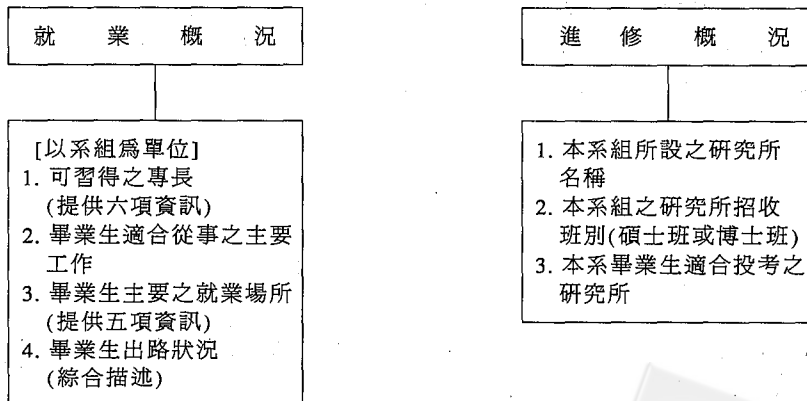 就業概況
[以系組為單位]
1. 可習得之專長
(提供六項資訊)
2. 畢業生適合從事之主要
工作
3. 畢業生主要之就業場所
(提供五項資訊)
4. 畢業生出路狀況
(綜合描述)
進修概況
1. 本系組所設之研究所
名稱
2. 本系組之研究所招收
班別(碩士班或博士班)
3. 本系畢業生適合投考之
研究所